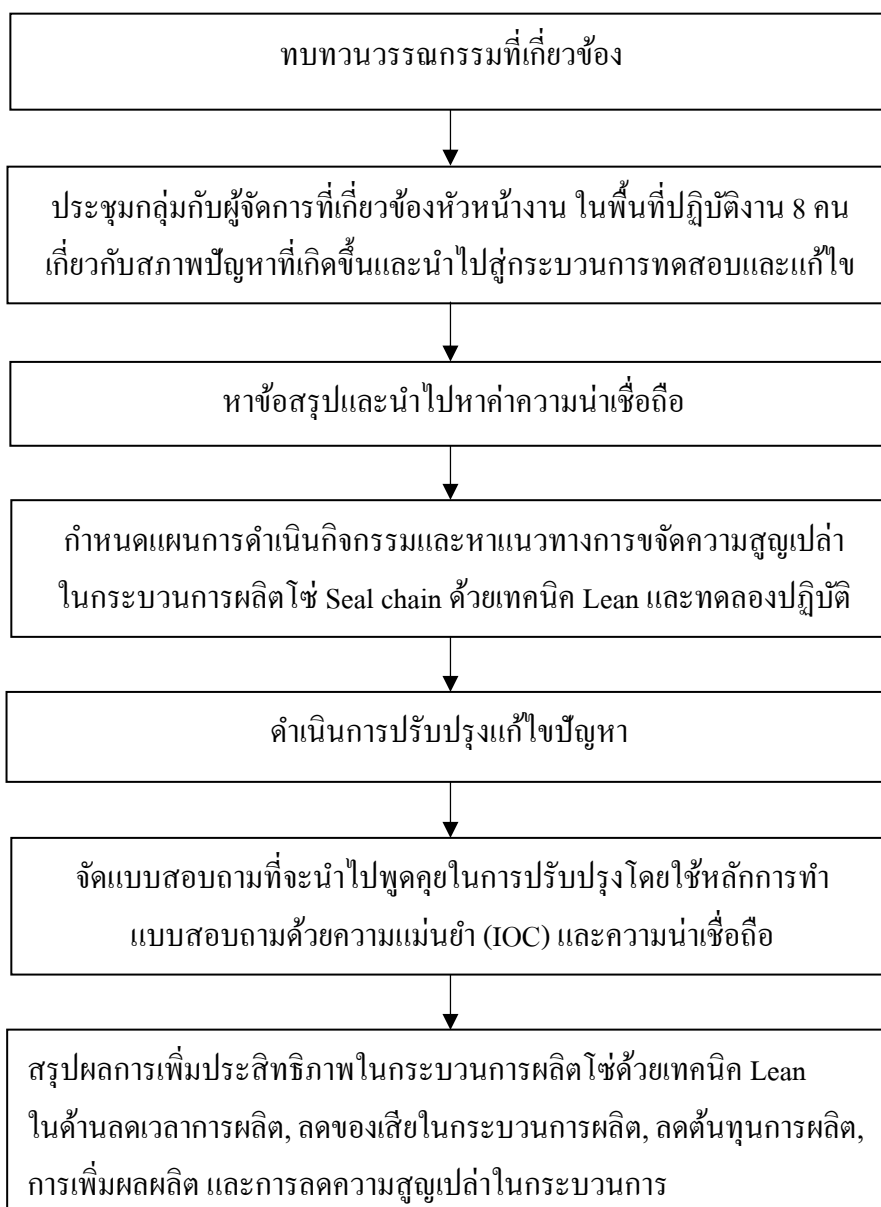 ทบทวนวรรณกรรมที่เกี่ยวข้อง
ประชุมกลุ่มกับผู้จัดการที่เกี่ยวข้องหัวหน้างาน ในพื้นที่ปฏิบัติงาน 8 คน
เกี่ยวกับสภาพปัญหาที่เกิดขึ้นและนำไปสู่กระบวนการทดสอบและแก้ไข
หาข้อสรุปและนำไปหาค่าความน่าเชื่อถือ
กำหนดแผนการดำเนินกิจกรรมและหาแนวทางการขจัดความสูญเปล่า
ในกระบวนการผลิตโซ่ Seal chain ด้วยเทคนิค Lean และทดลองปฏิบัติ
ดำเนินการปรับปรุงแก้ไขปัญหา
จัดแบบสอบถามที่จะนำไปพูดคุยในการปรับปรุงโดยใช้หลักการทำ
แบบสอบถามด้วยความแม่นยำ (IOC) และความน่าเชื่อถือ
สรุปผลการเพิ่มประสิทธิภาพในกระบวนการผลิตโซ่ด้วยเทคนิค Lean
ในด้านลดเวลาการผลิต, ลดของเสียในกระบวนการผลิต, ลดต้นทุนการผลิต,
การเพิ่มผลผลิต และการลดความสูญเปล่าในกระบวนการ